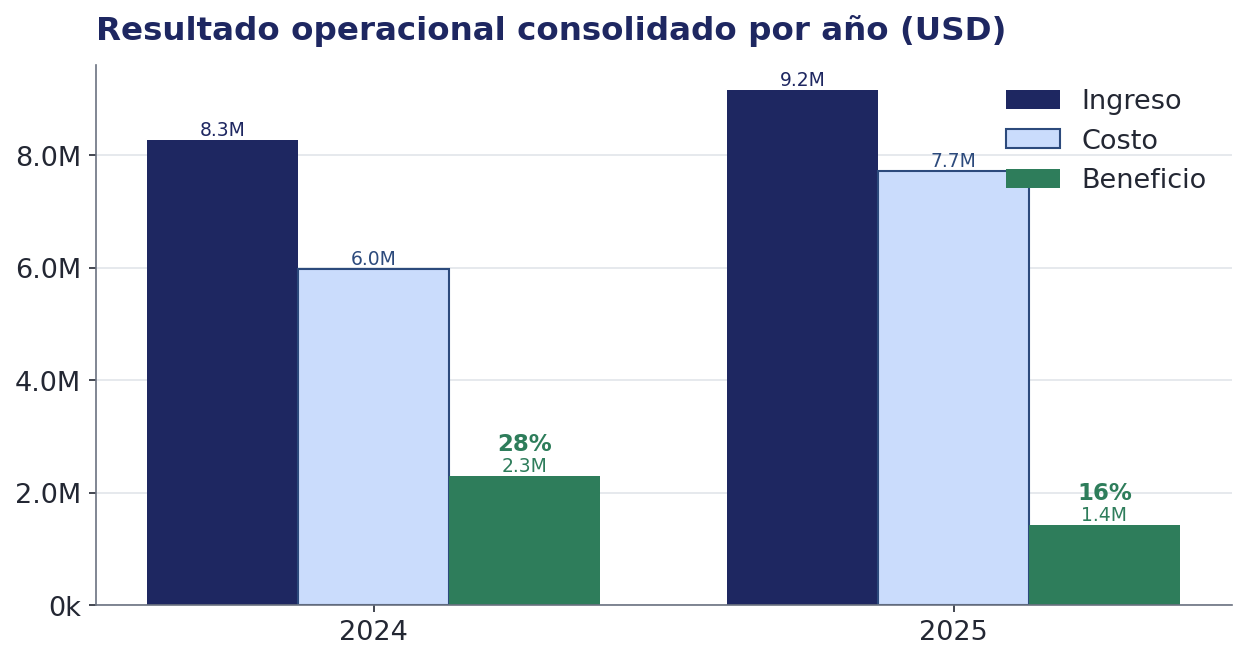 Resultado operacional consolidado por año (USD)
9.2M
Ingreso
8.3M
Costo
8.0M
7.7M
Beneficio
6.0M
6.0M
4.0M
28%
2.3M
16%
2.0M
1.4M
0k
2024
2025